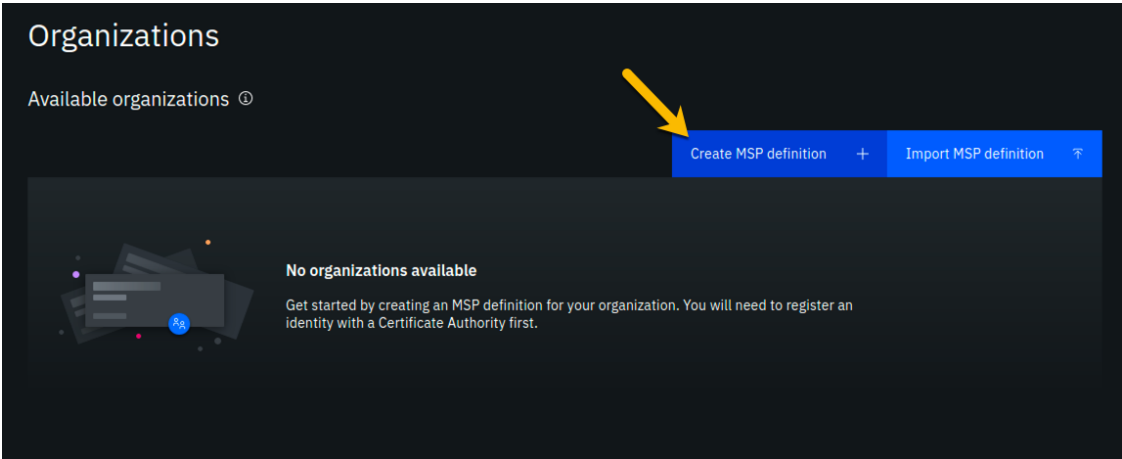 Organizations
Available organizations
Create MSP definition
Import MSP definition
No organizations available
Get started by creating an MSP definition for your organization. You will need to register an
identity with a Certificate Authority first.